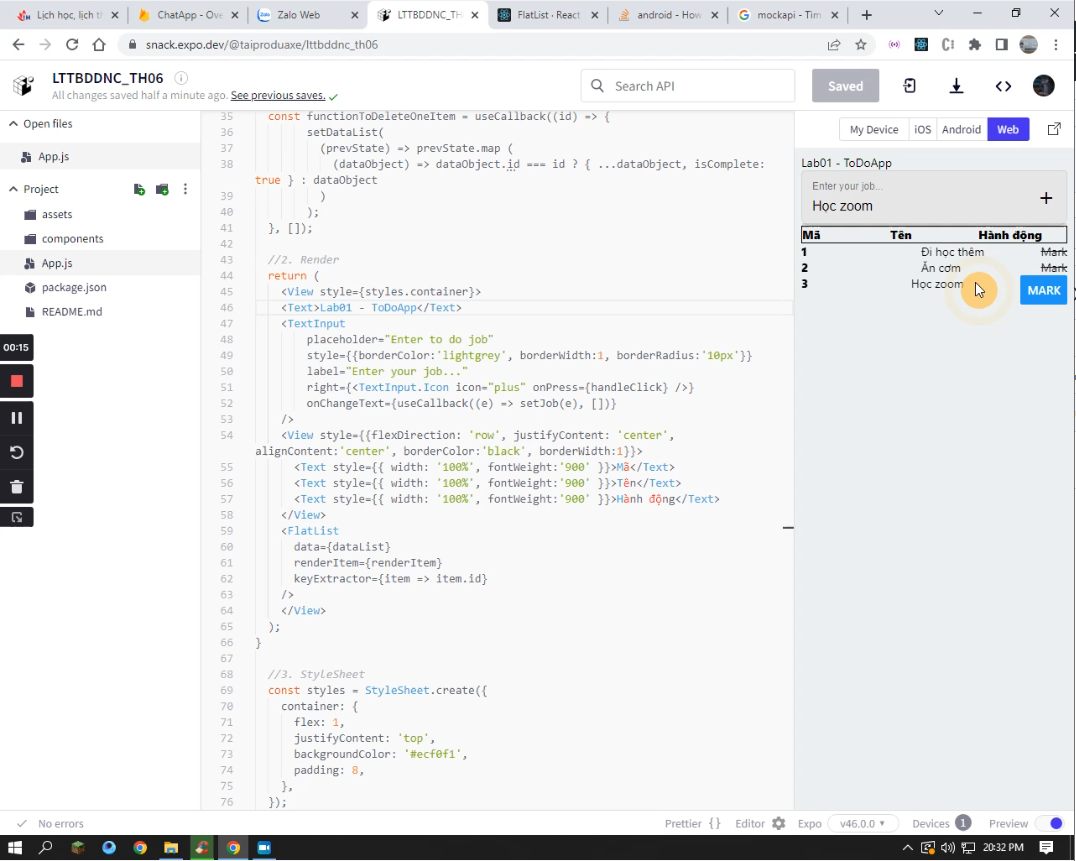 Lịch học, lịch th
ChatApp - Ove
Zalo Web
LTTBDDNC_TH
FlatList · React
android - How
mockapi - Tìm
snack.expo.dev/@taiproduaxe/lttbddnc_th06
LTTBDDNC_TH06
All changes saved half a minute ago. See previous saves.
Search API
Saved
Open files
App.js
Project
assets
components
App.js
package.json
README.md
00:15
35 const functionToDeleteOneItem = useCallback((id) => {
36 setDataList(
37 (prevState) => prevState.map (
38 (dataObject) => dataObject.id === id ? { ...dataObject, isComplete:
true } : dataObject
39 )
40 );
41 }, []);
42
43 //2. Render
44 return (
45 <View style={styles.container}>
46 <Text>Lab01 - ToDoApp</Text>
47 <TextInput
48 placeholder="Enter to do job"
49 style={{borderColor:'lightgrey', borderWidth:1, borderRadius:'10px'}}
50 label="Enter your job..."
51 right={<TextInput.Icon icon="plus" onPress={handleClick} />}
52 onChangeText={useCallback((e) => setJob(e), [])}
53 />
54 <View style={{flexDirection: 'row', justifyContent: 'center',
alignContent:'center', borderColor:'black', borderWidth:1}}>
55 <Text style={{ width: '100%', fontWeight:'900' }}>Mã</Text>
56 <Text style={{ width: '100%', fontWeight:'900' }}>Tên</Text>
57 <Text style={{ width: '100%', fontWeight:'900' }}>Hành động</Text>
58 </View>
59 <FlatList
60 data={dataList}
61 renderItem={renderItem}
62 keyExtractor={item => item.id}
63 />
64 </View>
65 );
66 }
67
68 //3. StyleSheet
69 const styles = StyleSheet.create({
70 container: {
71 flex: 1,
72 justifyContent: 'top',
73 backgroundColor: '#ecf0f1',
74 padding: 8,
75 },
76 });
My Device iOS Android Web
Lab01 - ToDoApp
Enter your job...
Học zoom
Mã Tên Hành động
1 Đi học thêm Mark
2 Ăn cơm Mark
3 Học zoom MARK
No errors
Prettier {} Editor Expo v46.0.0 Devices 1 Preview
20:32 PM